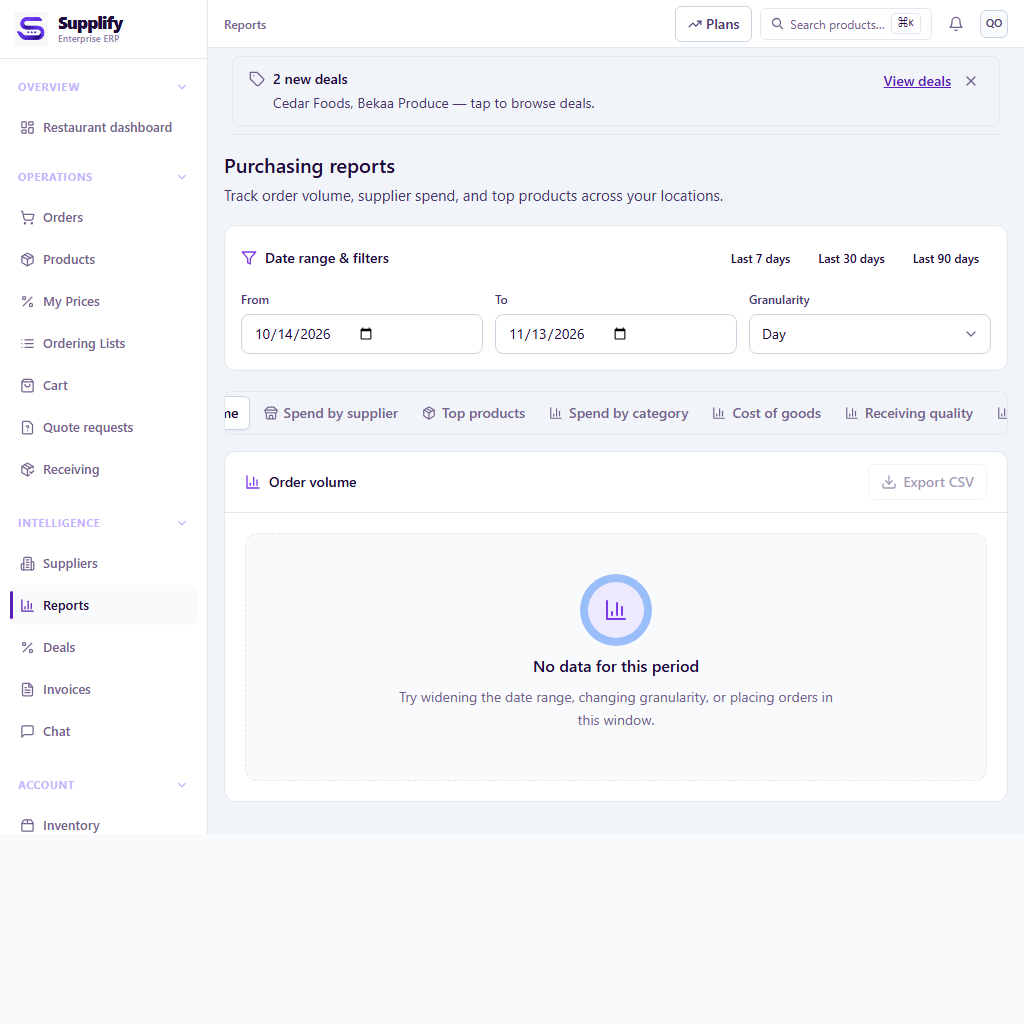 Supplify
Enterprise ERP
OVERVIEW
Restaurant dashboard
OPERATIONS
Orders
Products
My Prices
Ordering Lists
Cart
Quote requests
Receiving
INTELLIGENCE
Suppliers
Reports
Deals
Invoices
Chat
ACCOUNT
Inventory
Reports
Plans
Search products...
⌘K
QO
2 new deals
Cedar Foods, Bekaa Produce — tap to browse deals.
View deals
Purchasing reports
Track order volume, supplier spend, and top products across your locations.
Date range & filters
Last 7 days
Last 30 days
Last 90 days
From
To
Granularity
10/14/2026
11/13/2026
Day
me
Spend by supplier
Top products
Spend by category
Cost of goods
Receiving quality
Order volume
Export CSV
No data for this period
Try widening the date range, changing granularity, or placing orders in
this window.